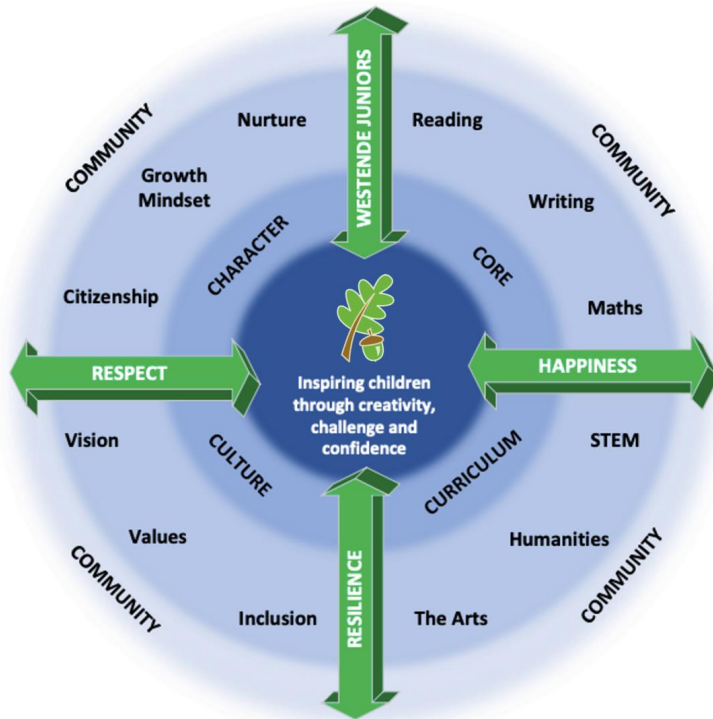 WESTENDE JUNIORS
COMMUNITY
COMMUNITY
Nurture
Reading
Growth
Mindset
Writing
CHARACTER
CORE
Citizenship
Maths
RESPECT
HAPPINESS
Inspiring children
through creativity,
challenge and
confidence
Vision
STEM
CULTURE
CURRICULUM
Values
Humanities
COMMUNITY
COMMUNITY
Inclusion
The Arts
RESILIENCE